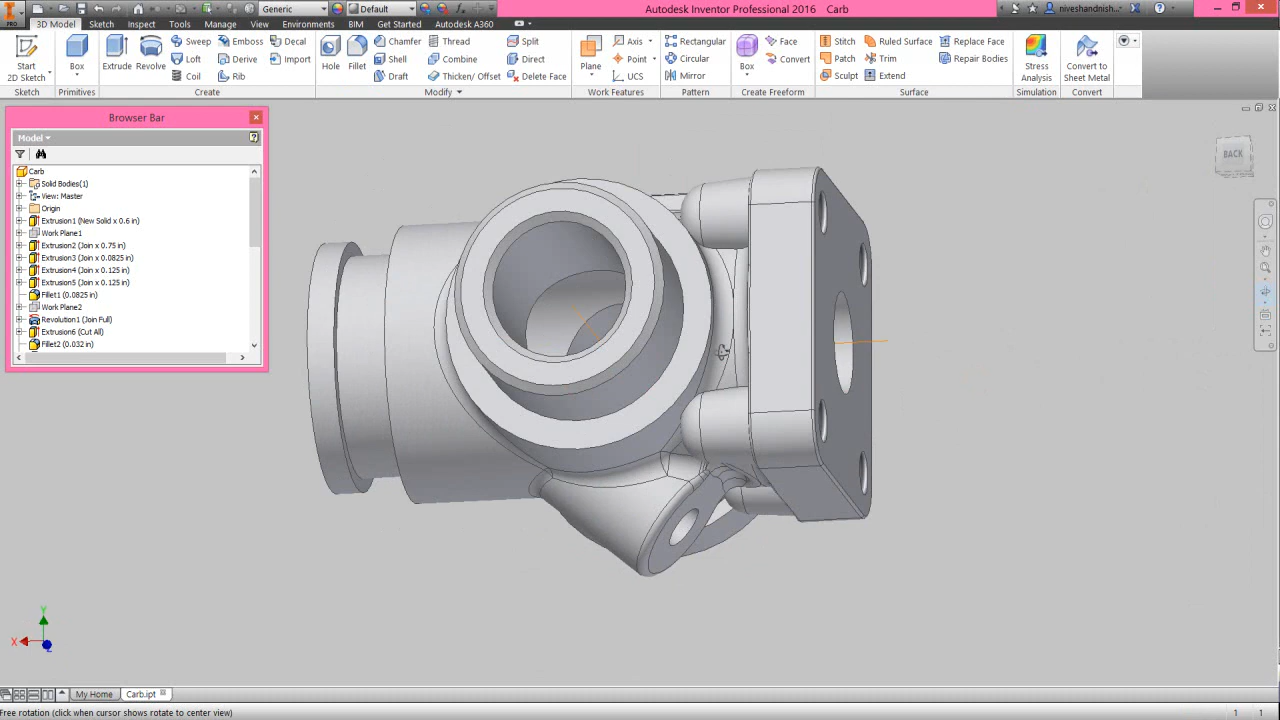 Generic
Default
Autodesk Inventor Professional 2016 Carb
niveshandnish...
PRO
3D Model Sketch Inspect Tools Manage View Environments BIM Get Started Autodesk A360
Start 2D Sketch
Box
Extrude Revolve
Sweep Emboss Decal
Loft Derive Import
Coil Rib
Hole Fillet
Chamfer Thread Split
Shell Combine Direct
Draft Thicken/ Offset Delete Face
Plane
Axis
Point
UCS
Rectangular
Circular
Mirror
Box
Face
Convert
Stitch Ruled Surface Replace Face
Patch Trim Repair Bodies
Sculpt Extend
Stress Analysis
Convert to Sheet Metal
Sketch Primitives Create Modify Work Features Pattern Create Freeform Surface Simulation Convert
Browser Bar
Model
Carb
Solid Bodies(1)
View: Master
Origin
Extrusion1 (New Solid x 0.6 in)
Work Plane1
Extrusion2 (Join x 0.75 in)
Extrusion3 (Join x 0.0825 in)
Extrusion4 (Join x 0.125 in)
Extrusion5 (Join x 0.125 in)
Fillet1 (0.0825 in)
Work Plane2
Revolution1 (Join Full)
Extrusion6 (Cut All)
Fillet2 (0.032 in)
BACK
Y
X
Z
My Home Carb.ipt
Free rotation (click when cursor shows rotate to center view)
1 1